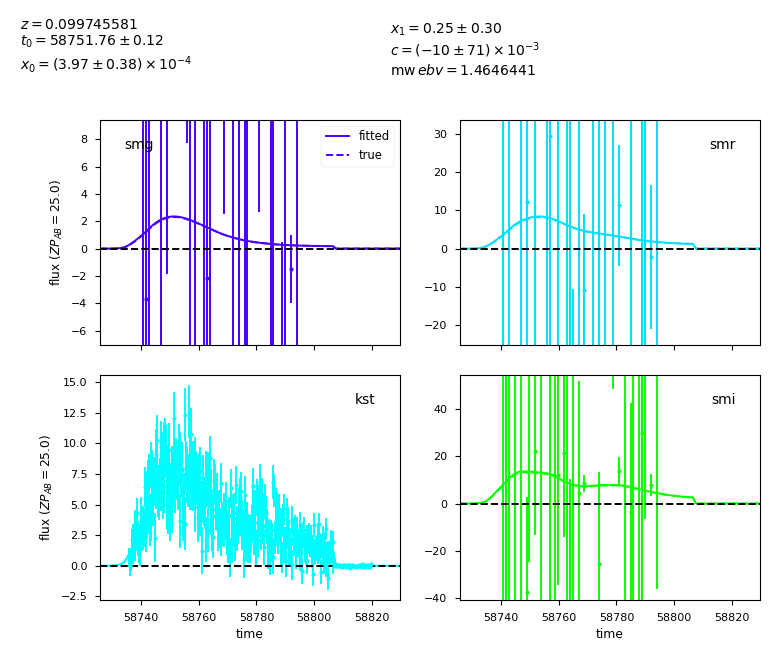 z = 0.099745581
t₀ = 58751.76 ± 0.12
x₀ = (3.97 ± 0.38) × 10⁻⁴
x₁ = 0.25 ± 0.30
c = (−10 ± 71) × 10⁻³
mw ebv = 1.4646441
smg
fitted
true
8
6
4
2
0
−2
−4
−6
flux (ZP_AB = 25.0)
smr
30
20
10
0
−10
−20
kst
15.0
12.5
10.0
7.5
5.0
2.5
0.0
−2.5
flux (ZP_AB = 25.0)
58740 58760 58780 58800 58820
time
smi
40
20
0
−20
−40
58740 58760 58780 58800 58820
time